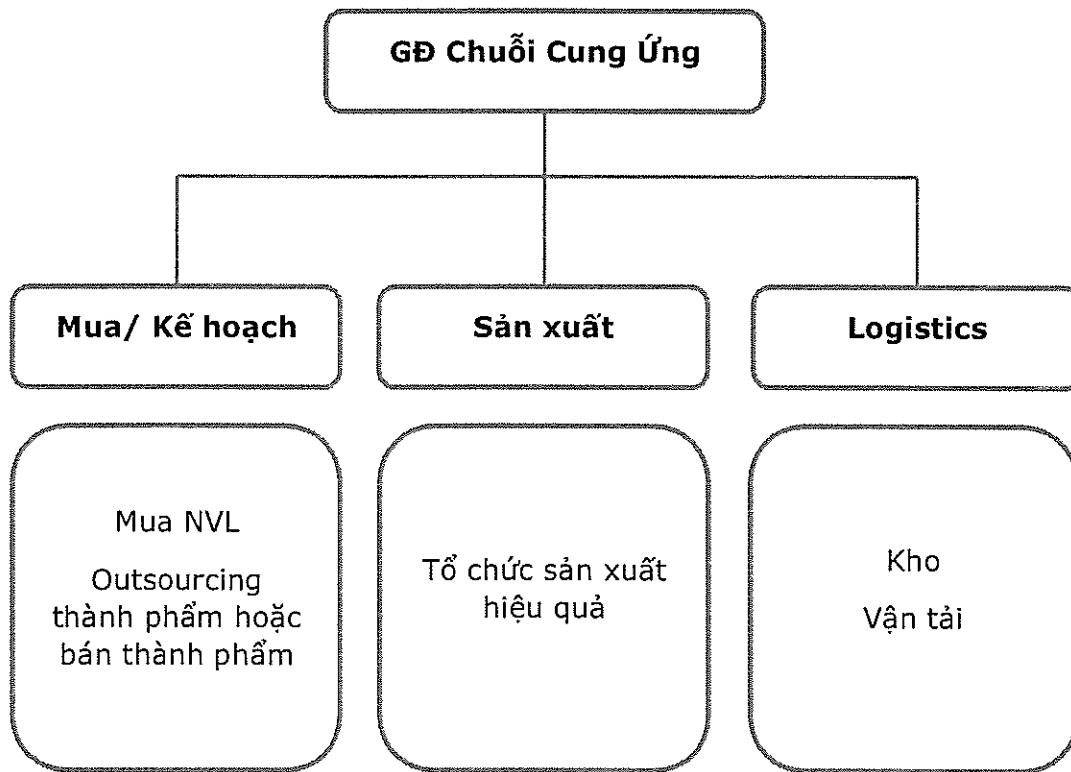 GĐ Chuỗi Cung Ứng
Mua/ Kế hoạch
Sản xuất
Logistics
Mua NVL
Outsourcing
thành phẩm hoặc
bán thành phẩm
Tổ chức sản xuất
hiệu quả
Kho
Vận tải